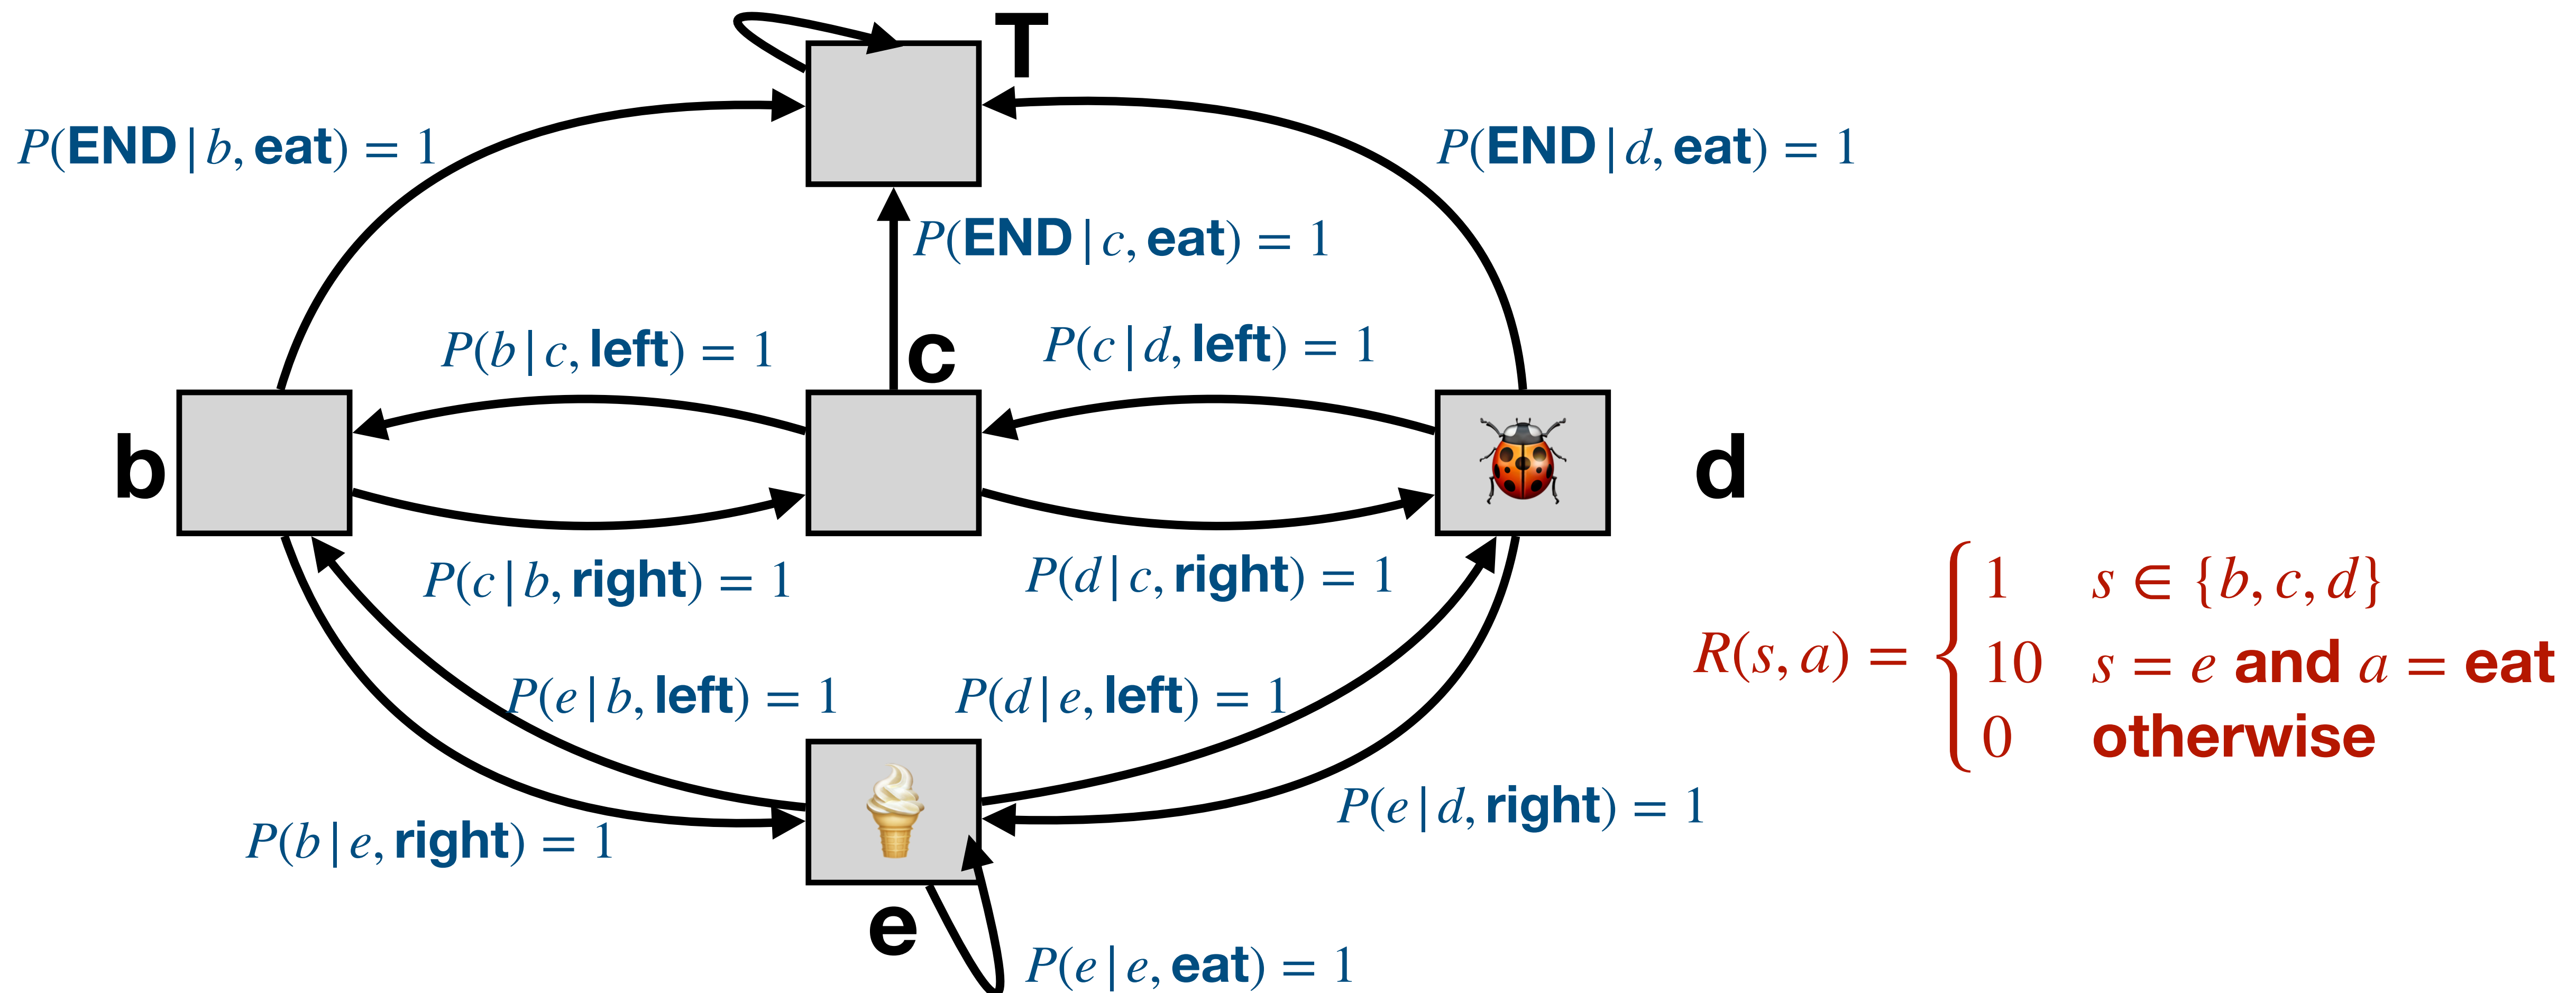 T
P(END | b, eat) = 1
P(END | d, eat) = 1
P(END | c, eat) = 1
P(b | c, left) = 1
c
P(c | d, left) = 1
b
d
P(c | b, right) = 1
P(d | c, right) = 1
R(s, a) = { 1 s ∈ {b, c, d}
10 s = e and a = eat
0 otherwise
P(e | b, left) = 1
P(d | e, left) = 1
P(b | e, right) = 1
P(e | d, right) = 1
e
P(e | e, eat) = 1